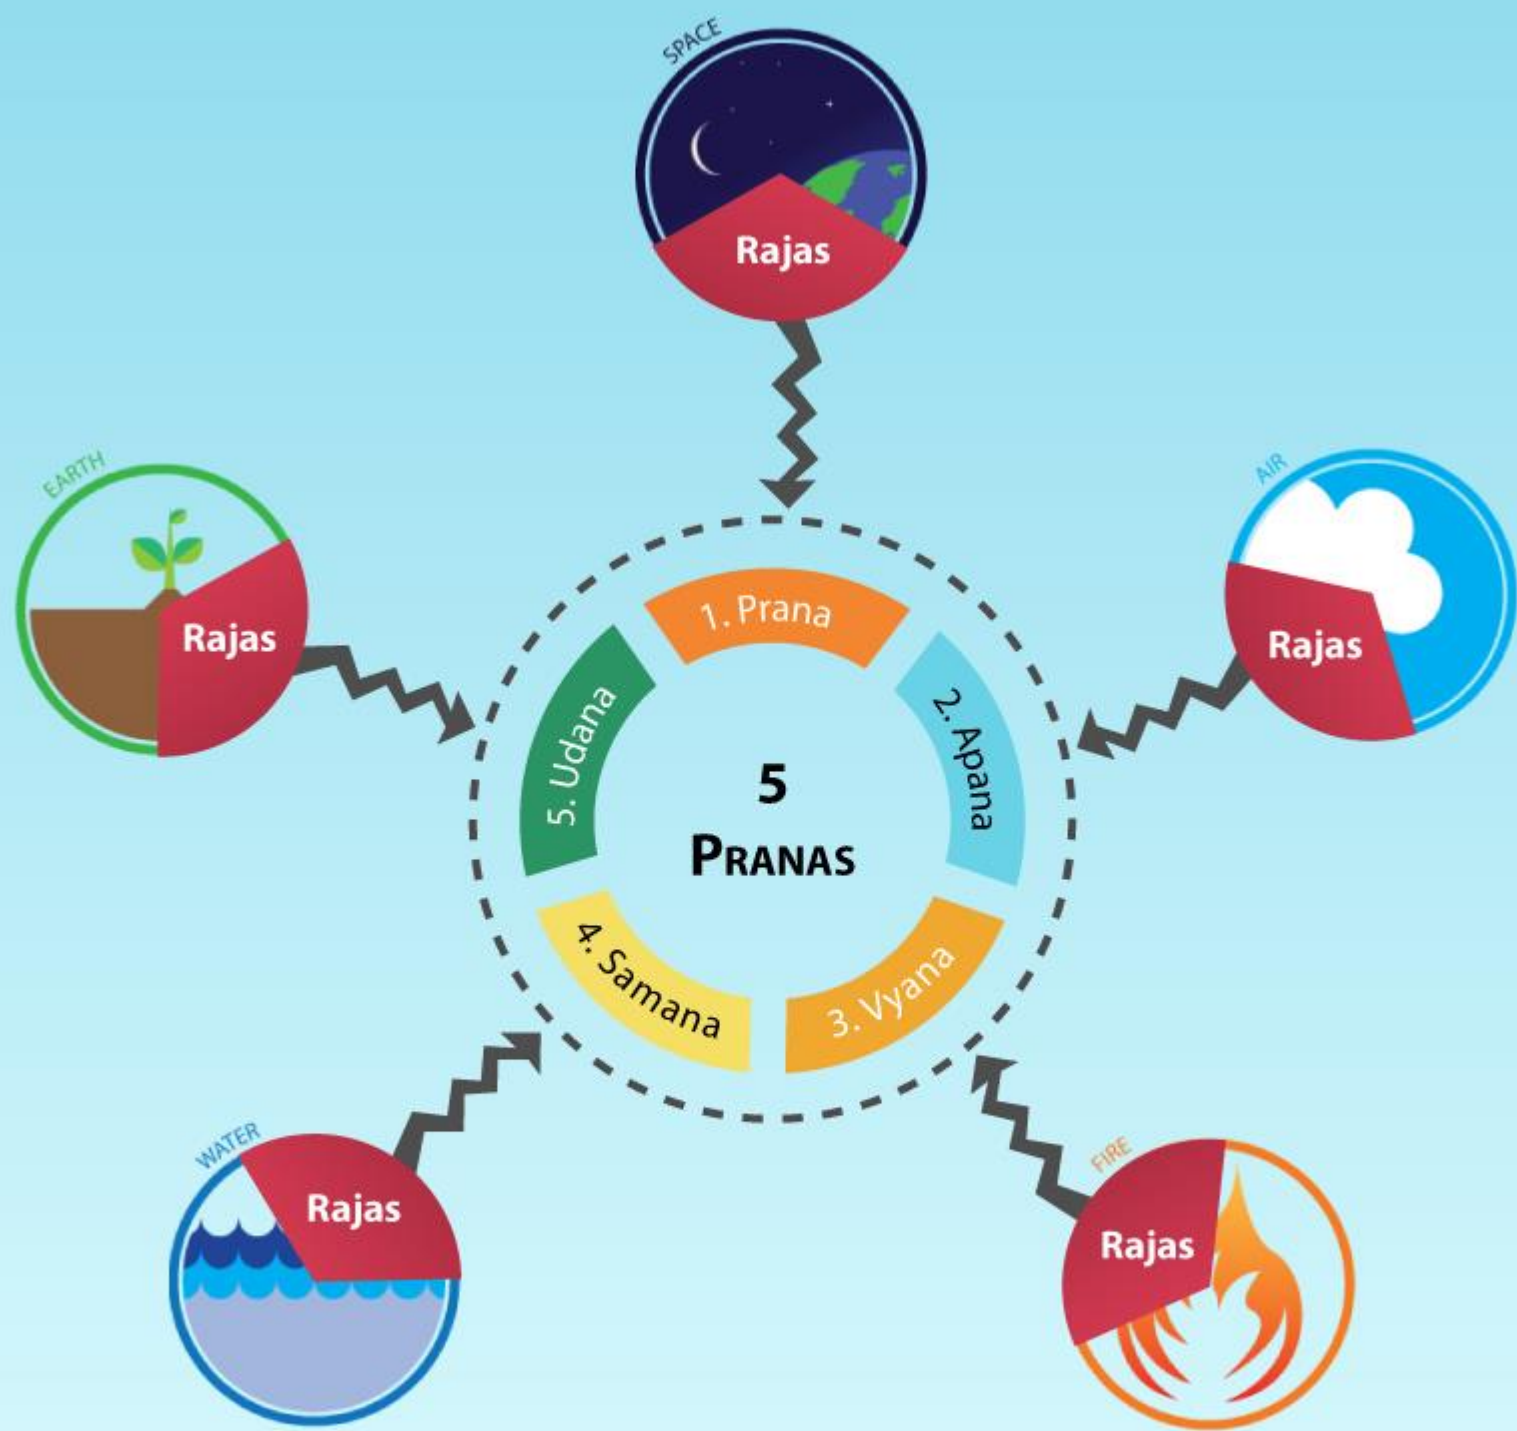 SPACE
Rajas
EARTH
Rajas
AIR
Rajas
1. Prana
2. Apana
3. Vyana
4. Samana
5. Udana
5
PRANAS
WATER
Rajas
FIRE
Rajas